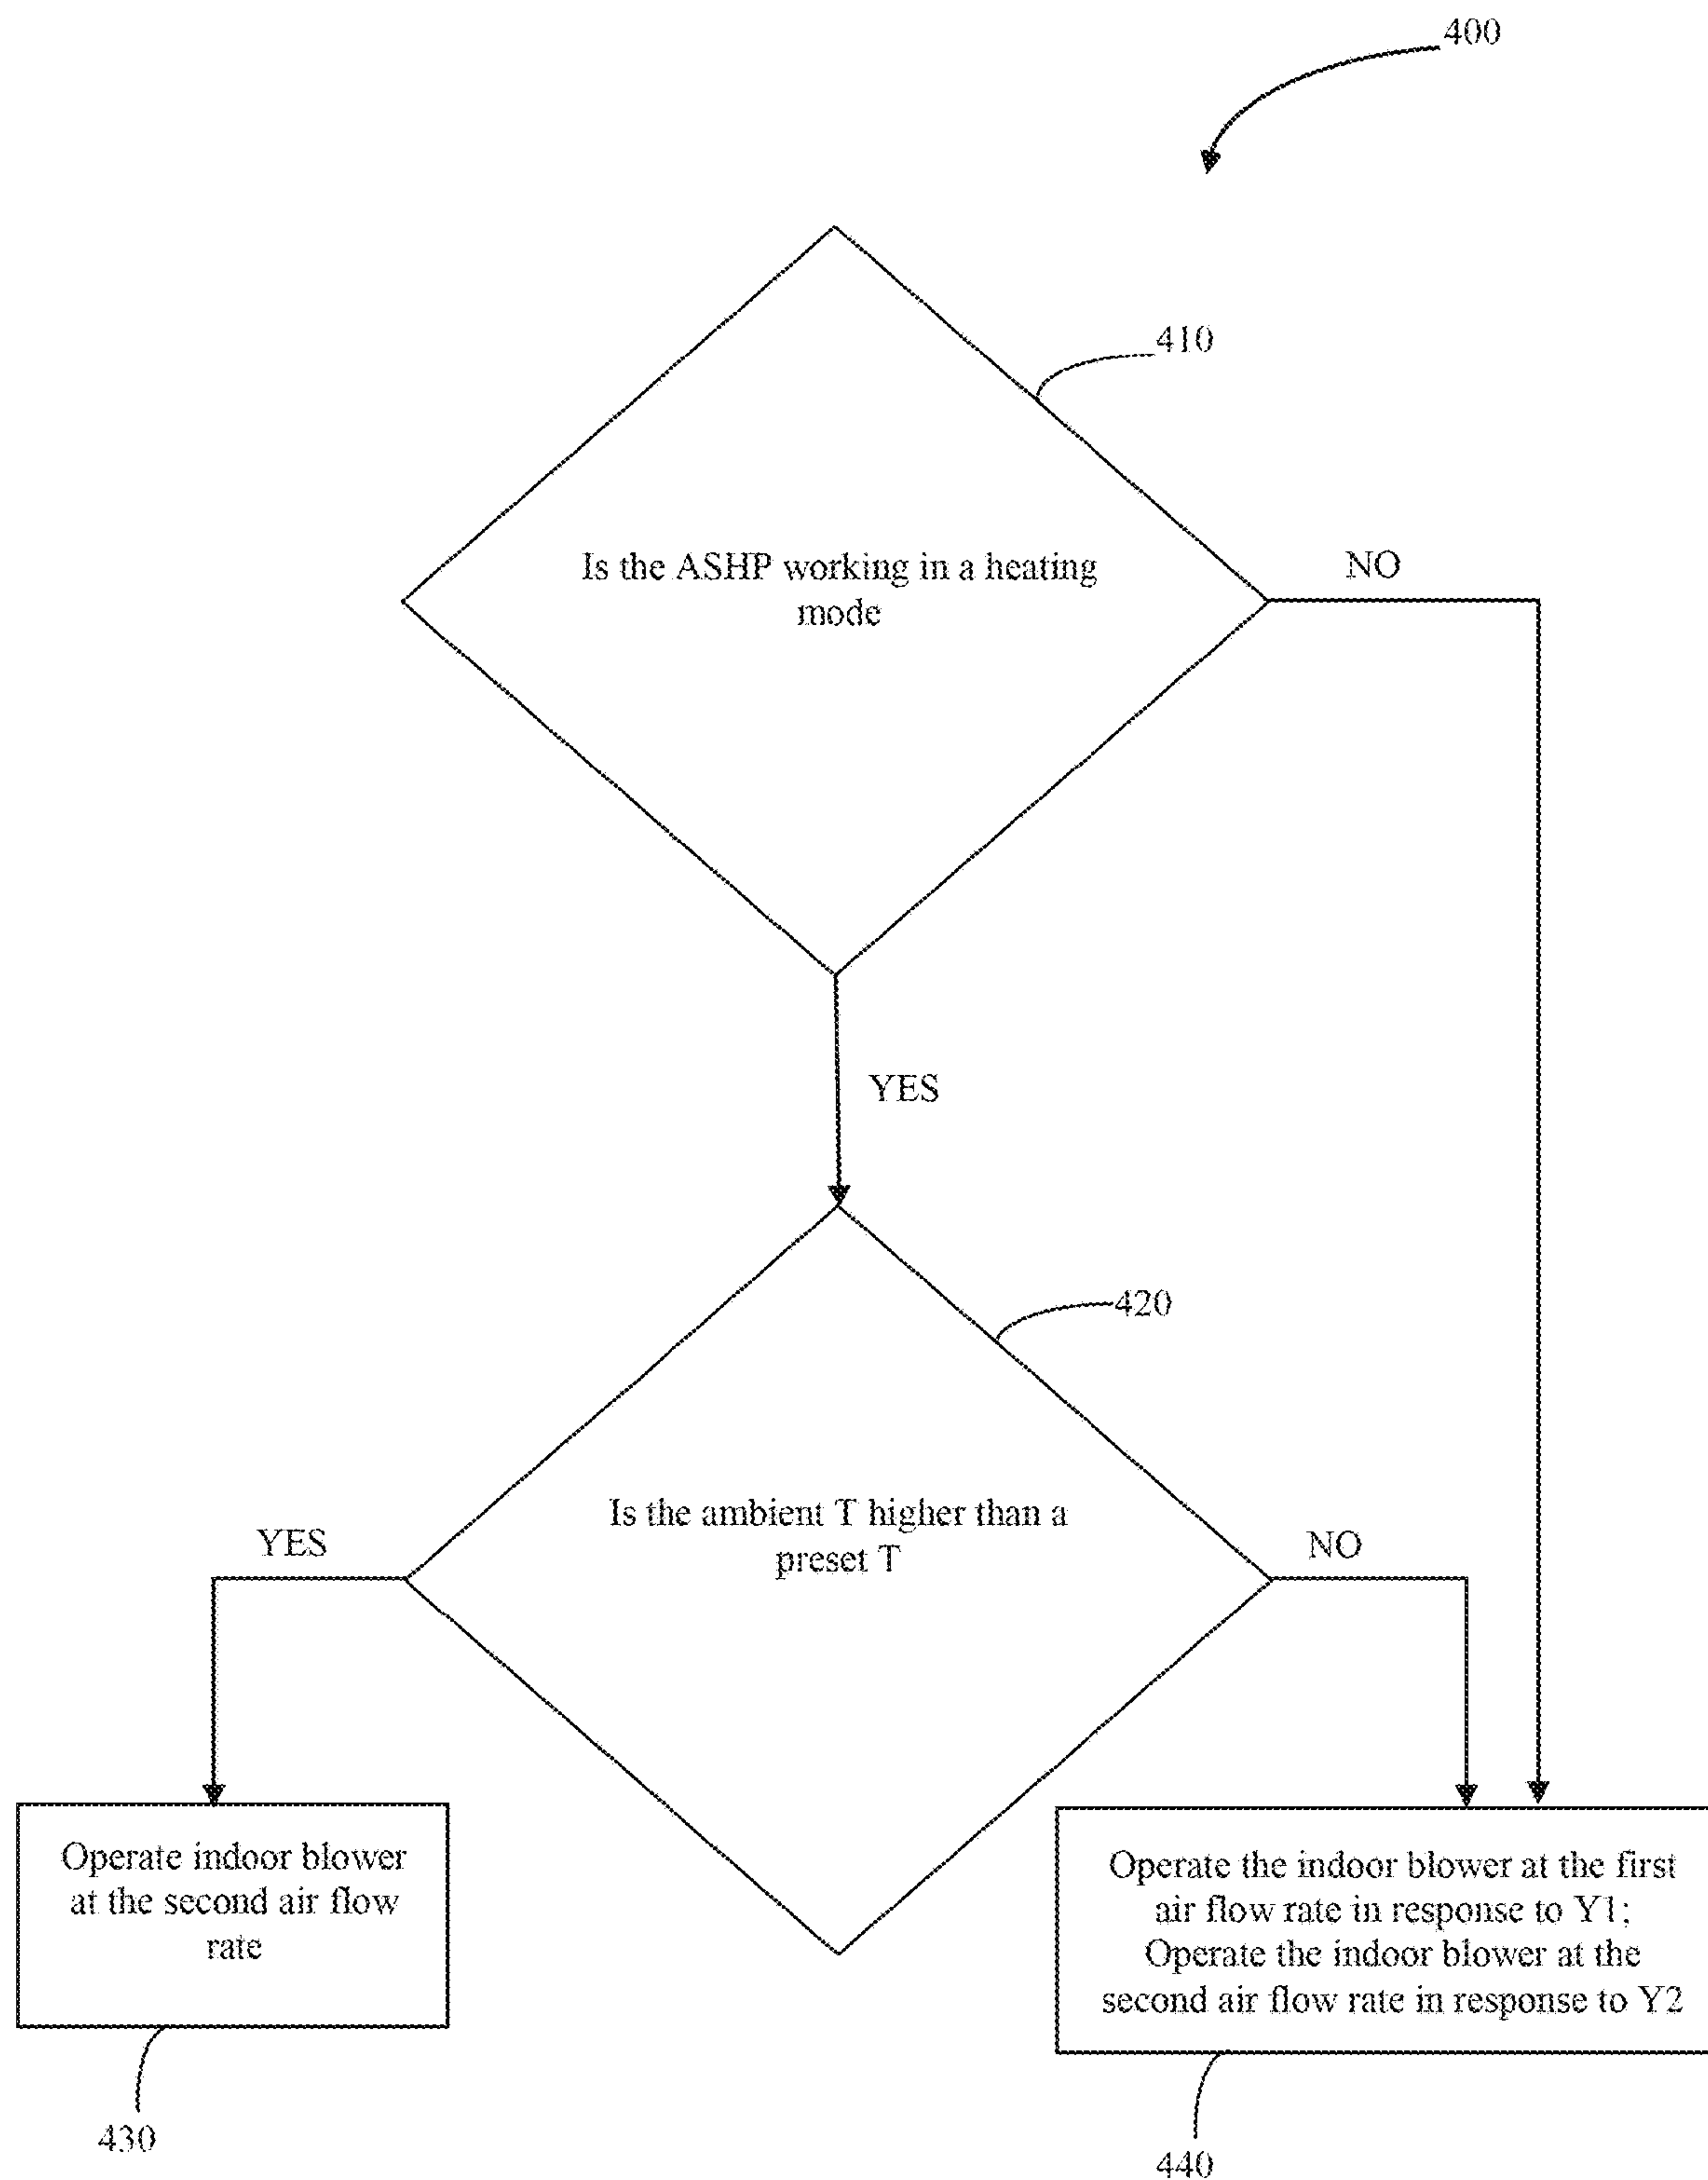 400
410
Is the ASHP working in a heating
mode
NO
YES
420
Is the ambient T higher than a
preset T
YES
NO
Operate indoor blower
at the second air flow
rate
Operate the indoor blower at the first
air flow rate in response to Y1;
Operate the indoor blower at the
second air flow rate in response to Y2
430
440